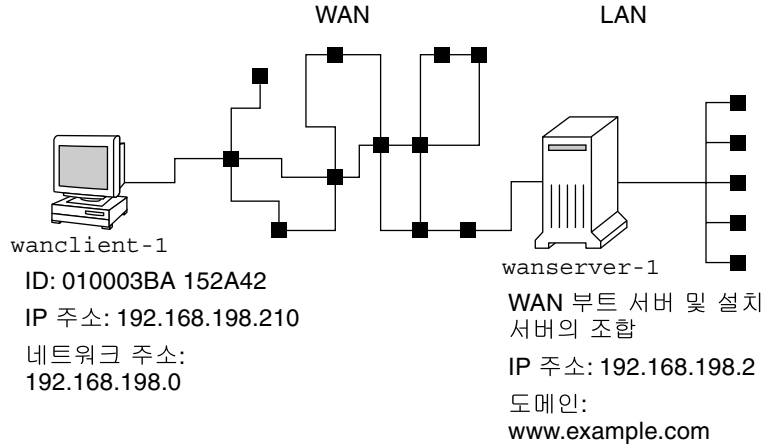 WAN
LAN
wanclient-1
ID: 010003BA 152A42
IP 주소: 192.168.198.210
네트워크 주소:
192.168.198.0
wanserver-1
WAN 부트 서버 및 설치
서버의 조합
IP 주소: 192.168.198.2
도메인:
www.example.com